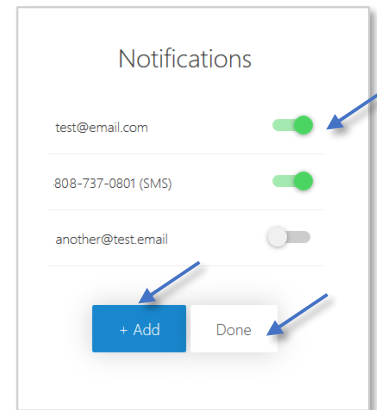 Notifications
test@email.com
808-737-0801 (SMS)
another@test.email
+ Add
Done